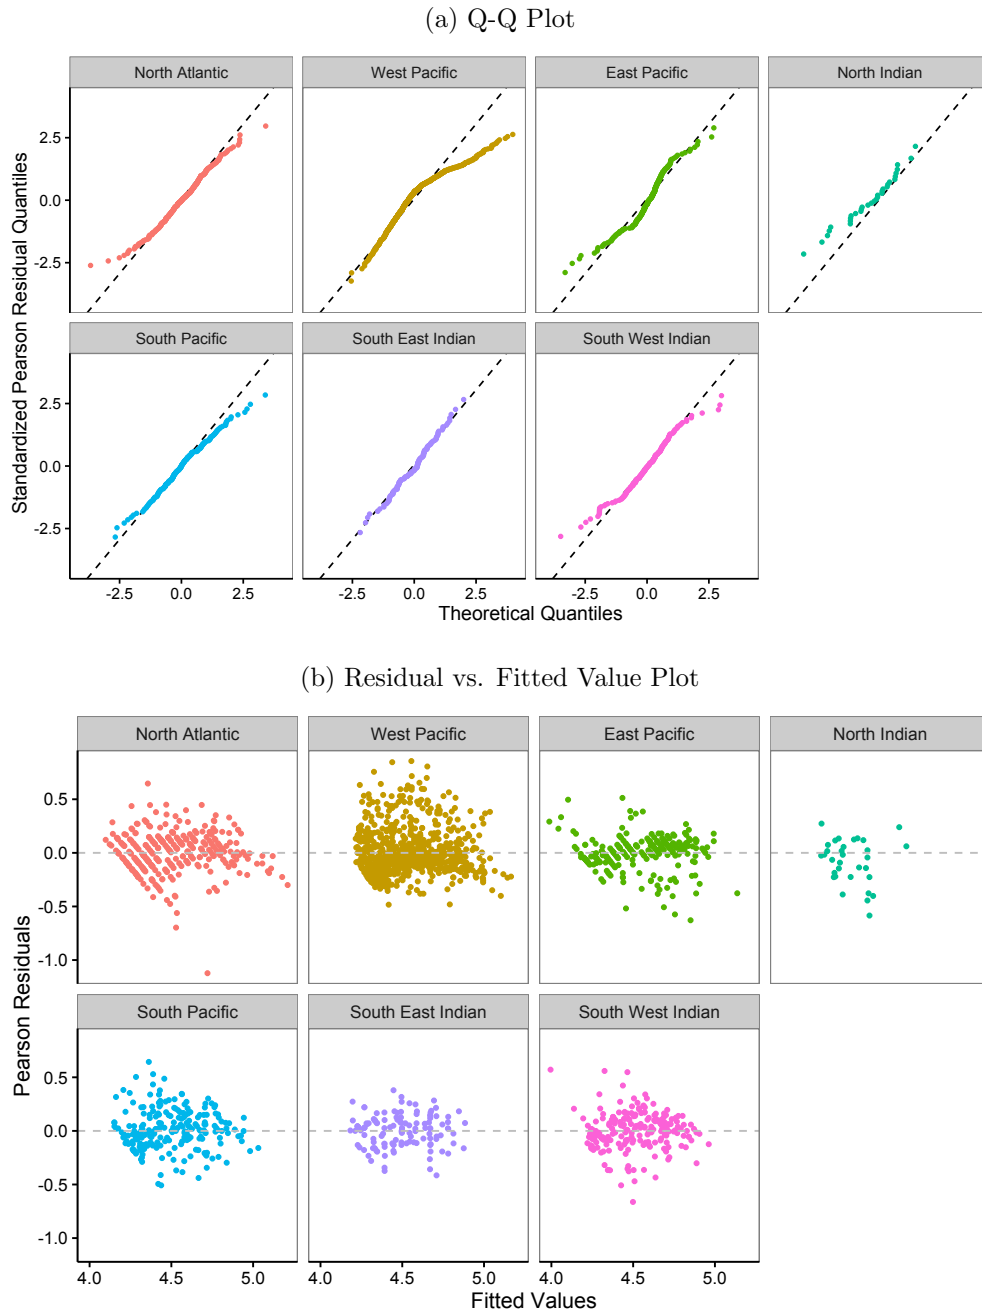 (a) Q-Q Plot
North Atlantic
West Pacific
East Pacific
North Indian
2.5
0.0
-2.5
South Pacific
South East Indian
South West Indian
2.5
0.0
-2.5
-2.5 0.0 2.5
-2.5 0.0 2.5
-2.5 0.0 2.5
Standardized Pearson Residual Quantiles
Theoretical Quantiles
(b) Residual vs. Fitted Value Plot
North Atlantic
West Pacific
East Pacific
North Indian
0.5
0.0
-0.5
-1.0
South Pacific
South East Indian
South West Indian
0.5
0.0
-0.5
-1.0
4.0 4.5 5.0
4.0 4.5 5.0
4.0 4.5 5.0
Pearson Residuals
Fitted Values